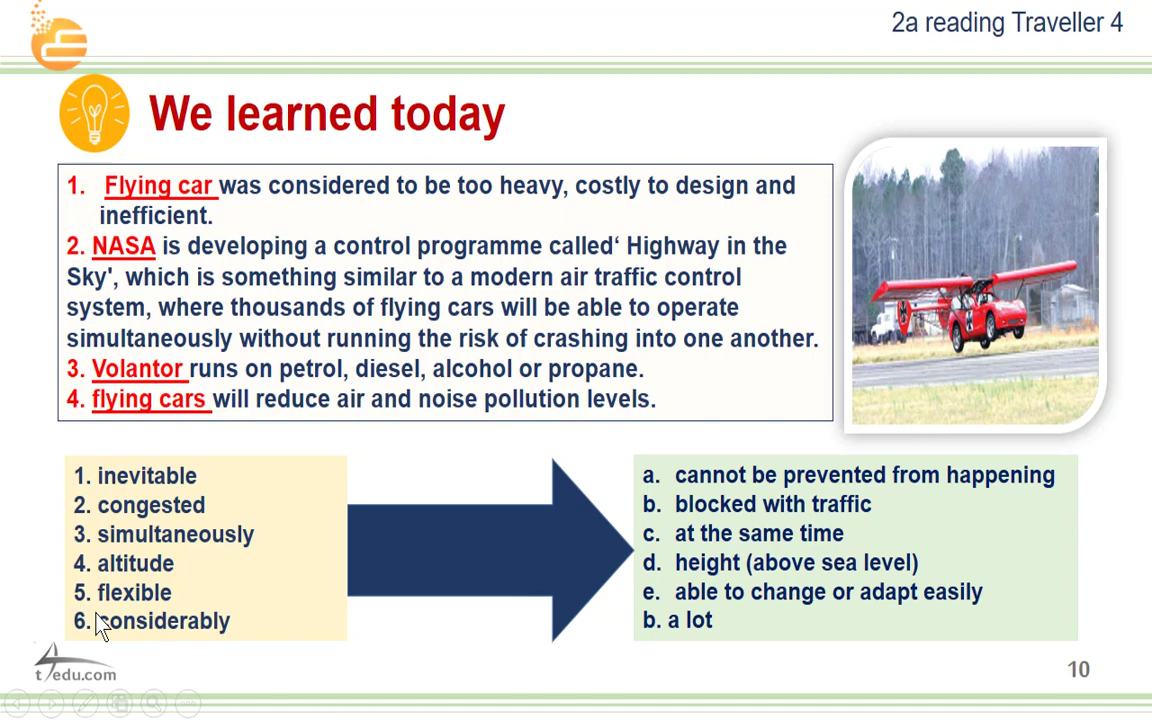 2a reading Traveller 4
We learned today
1. Flying car was considered to be too heavy, costly to design and
inefficient.
2. NASA is developing a control programme called‘ Highway in the
Sky', which is something similar to a modern air traffic control
system, where thousands of flying cars will be able to operate
simultaneously without running the risk of crashing into one another.
3. Volantor runs on petrol, diesel, alcohol or propane.
4. flying cars will reduce air and noise pollution levels.
1. inevitable
2. congested
3. simultaneously
4. altitude
5. flexible
6. considerably
a. cannot be prevented from happening
b. blocked with traffic
c. at the same time
d. height (above sea level)
e. able to change or adapt easily
b. a lot
t4edu.com
10